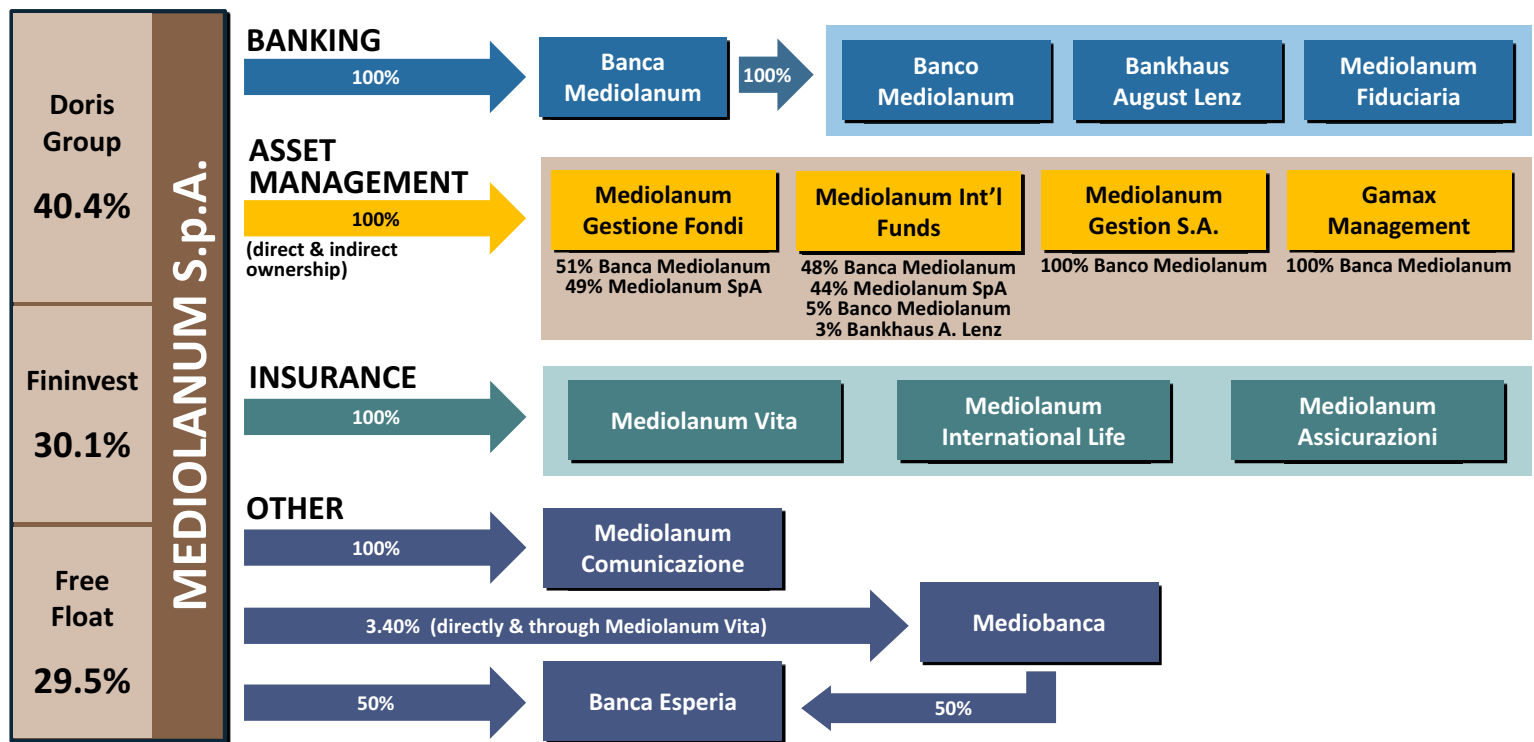 Doris
Group
40.4%
Fininvest
30.1%
Free
Float
29.5%
MEDIOLANUM S.p.A.
BANKING
100%
Banca
Mediolanum
100%
Banco
Mediolanum
Bankhaus
August Lenz
Mediolanum
Fiduciaria
ASSET
MANAGEMENT
100%
(direct & indirect
ownership)
Mediolanum
Gestione Fondi
51% Banca Mediolanum
49% Mediolanum SpA
Mediolanum Int'l
Funds
48% Banca Mediolanum
44% Mediolanum SpA
5% Banco Mediolanum
3% Bankhaus A. Lenz
Mediolanum
Gestion S.A.
100% Banco Mediolanum
Gamax
Management
100% Banca Mediolanum
INSURANCE
100%
Mediolanum Vita
Mediolanum
International Life
Mediolanum
Assicurazioni
OTHER
100%
Mediolanum
Comunicazione
3.40% (directly & through Mediolanum Vita)
Mediobanca
50%
Banca Esperia
50%